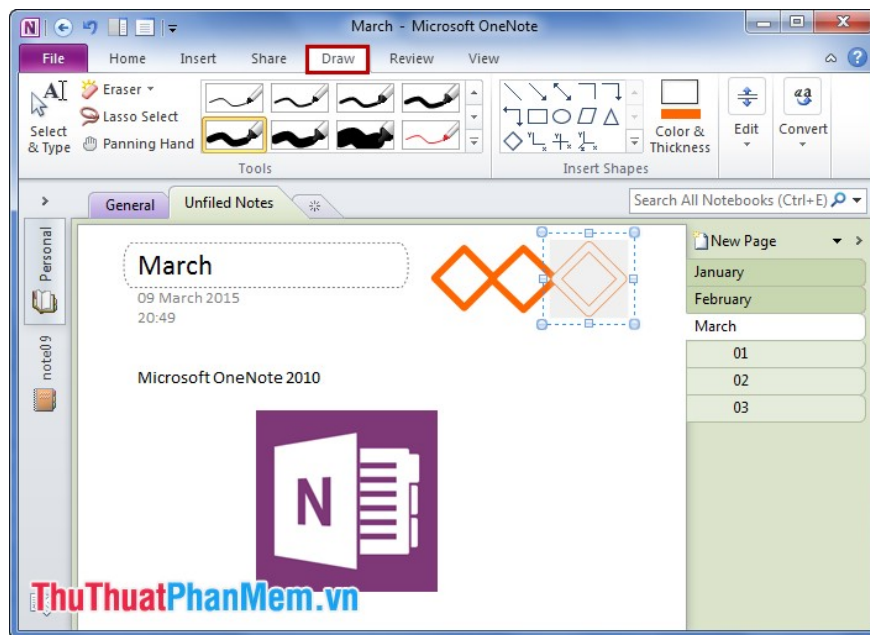 March - Microsoft OneNote
File Home Insert Share Draw Review View
Select & Type
Eraser
Lasso Select
Panning Hand
Tools
Insert Shapes
Color & Thickness
Edit
Convert
General
Unfiled Notes
Search All Notebooks (Ctrl+E)
Personal
note09
March
09 March 2015
20:49
Microsoft OneNote 2010
N
New Page
January
February
March
01
02
03
ThuThuatPhanMem.vn